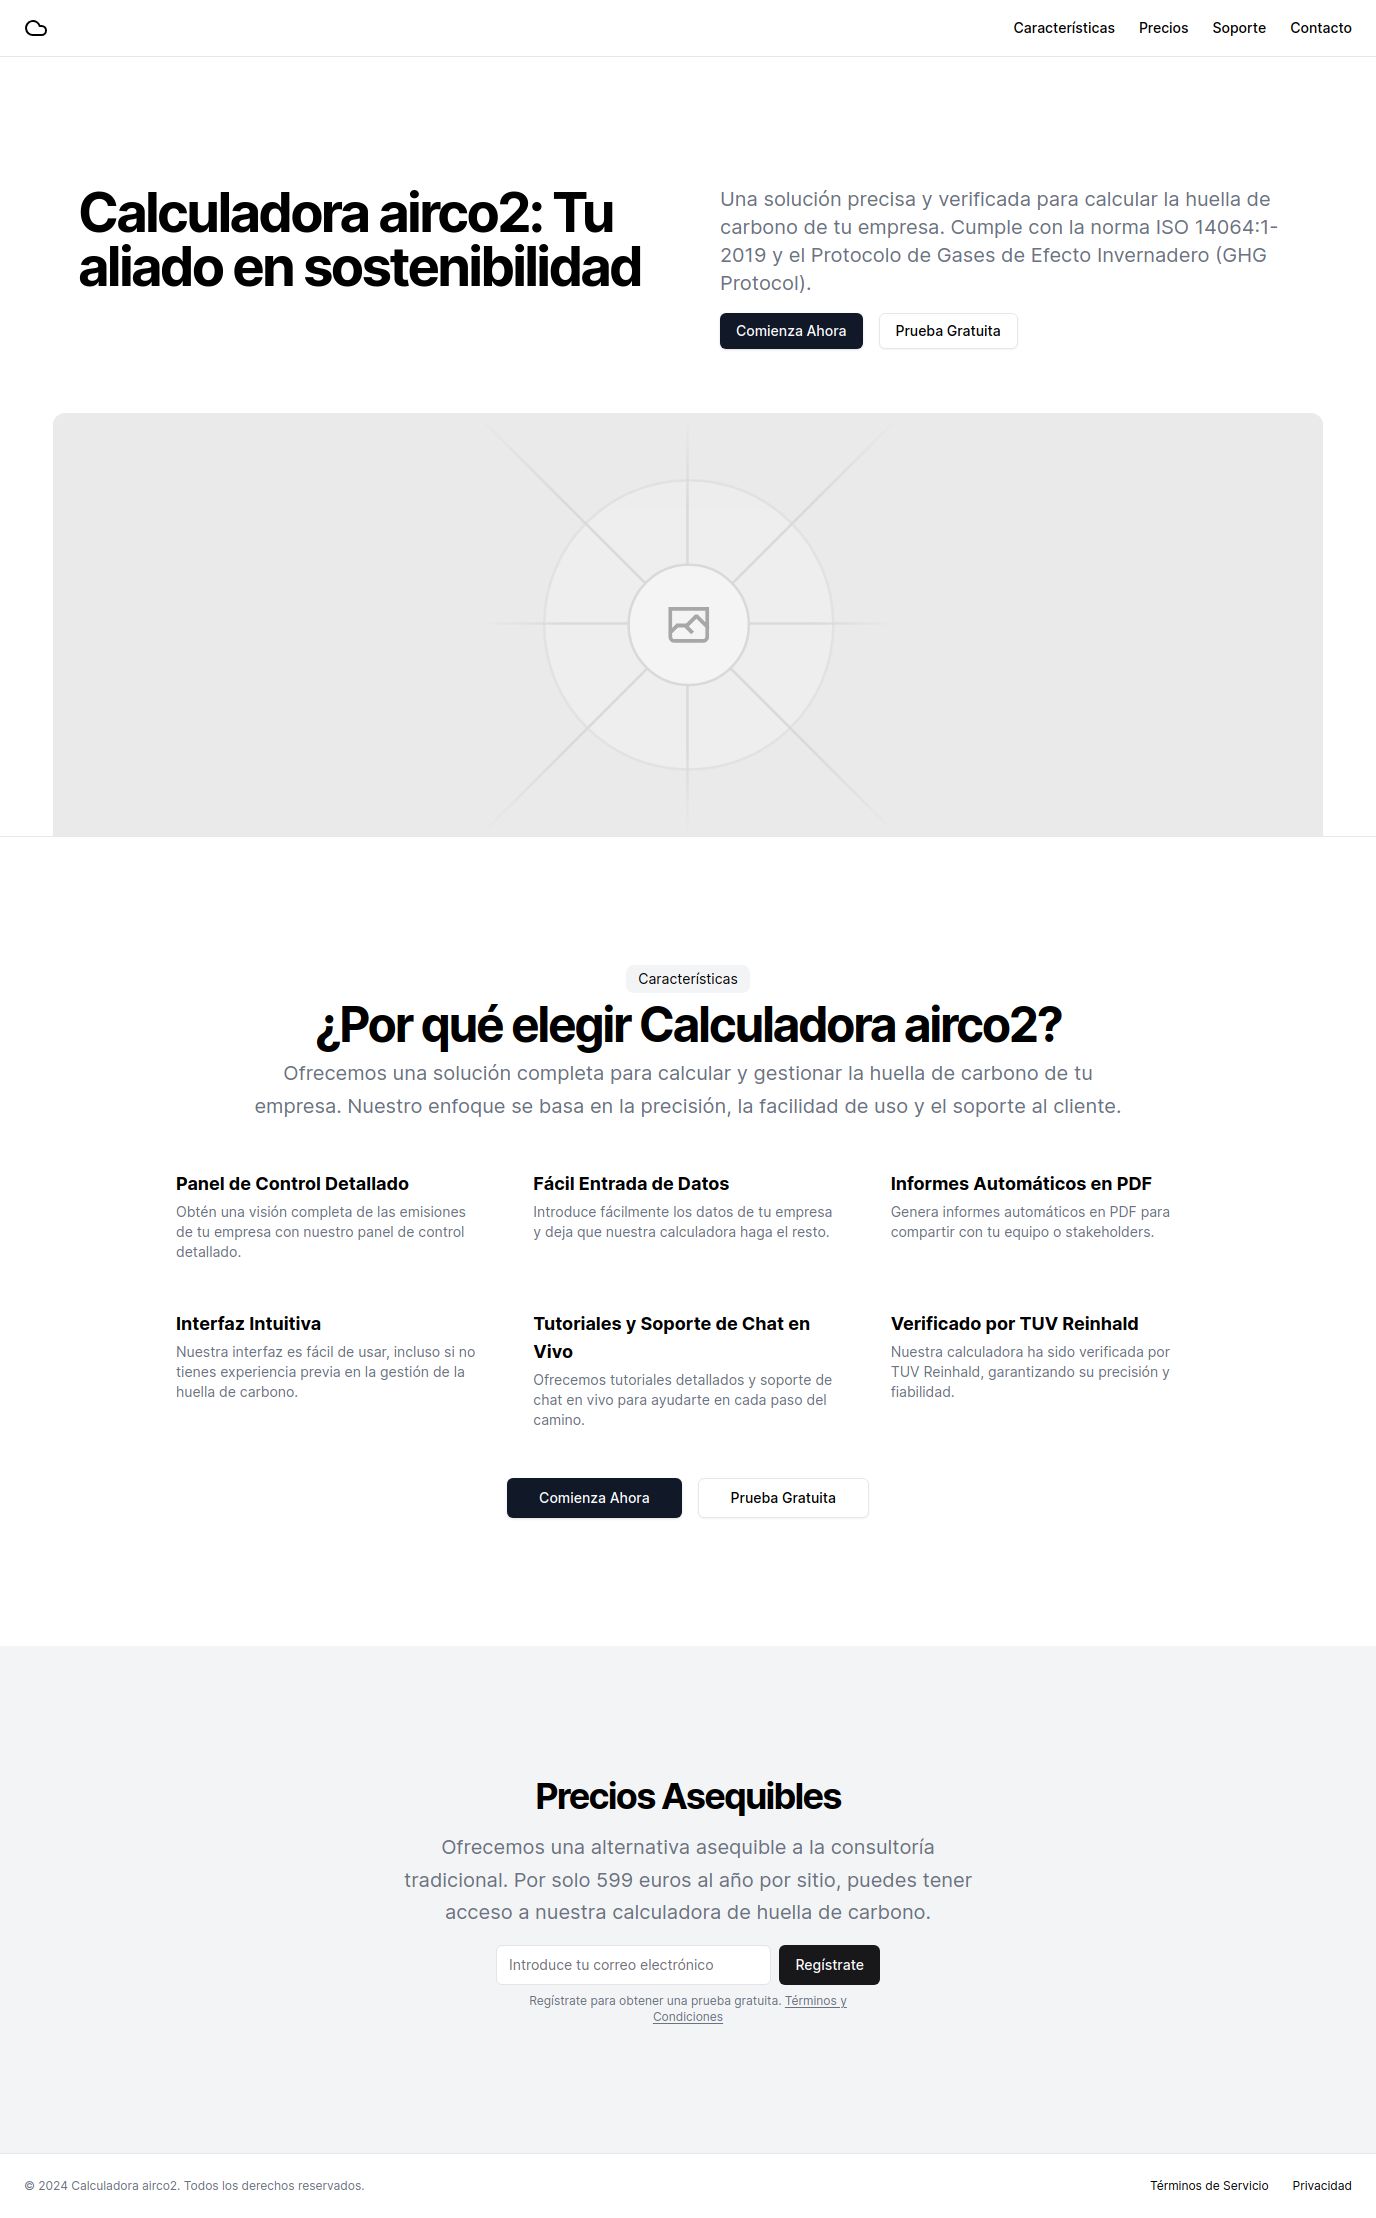 Características Precios Soporte Contacto
Calculadora airco2: Tu
aliado en sostenibilidad
Una solución precisa y verificada para calcular la huella de
carbono de tu empresa. Cumple con la norma ISO 14064:1-
2019 y el Protocolo de Gases de Efecto Invernadero (GHG
Protocol).
Comienza Ahora Prueba Gratuita
Características
¿Por qué elegir Calculadora airco2?
Ofrecemos una solución completa para calcular y gestionar la huella de carbono de tu
empresa. Nuestro enfoque se basa en la precisión, la facilidad de uso y el soporte al cliente.
Panel de Control Detallado
Obtén una visión completa de las emisiones
de tu empresa con nuestro panel de control
detallado.
Fácil Entrada de Datos
Introduce fácilmente los datos de tu empresa
y deja que nuestra calculadora haga el resto.
Informes Automáticos en PDF
Genera informes automáticos en PDF para
compartir con tu equipo o stakeholders.
Interfaz Intuitiva
Nuestra interfaz es fácil de usar, incluso si no
tienes experiencia previa en la gestión de la
huella de carbono.
Tutoriales y Soporte de Chat en
Vivo
Ofrecemos tutoriales detallados y soporte de
chat en vivo para ayudarte en cada paso del
camino.
Verificado por TUV Reinhald
Nuestra calculadora ha sido verificada por
TUV Reinhald, garantizando su precisión y
fiabilidad.
Comienza Ahora Prueba Gratuita
Precios Asequibles
Ofrecemos una alternativa asequible a la consultoría
tradicional. Por solo 599 euros al año por sitio, puedes tener
acceso a nuestra calculadora de huella de carbono.
Introduce tu correo electrónico Regístrate
Regístrate para obtener una prueba gratuita. Términos y
Condiciones
© 2024 Calculadora airco2. Todos los derechos reservados. Términos de Servicio Privacidad